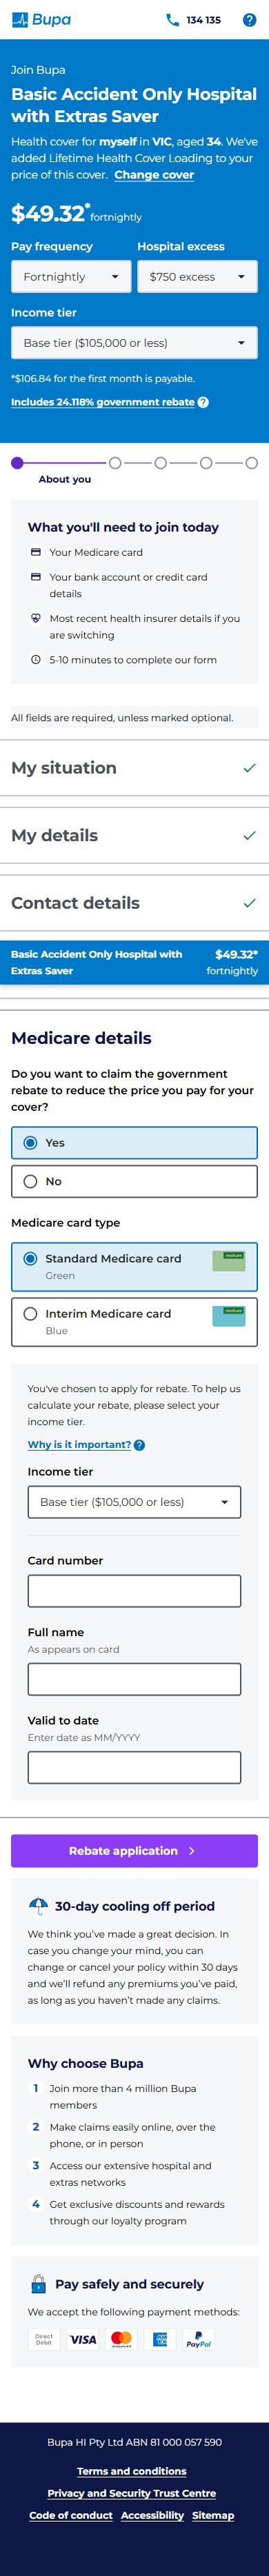 Bupa
134 135
?
Join Bupa
Basic Accident Only Hospital
with Extras Saver
Health cover for myself in VIC, aged 34. We've
added Lifetime Health Cover Loading to your
price of this cover. Change cover
$49.32* fortnightly
Pay frequency
Hospital excess
Fortnightly
$750 excess
Income tier
Base tier ($105,000 or less)
*$106.84 for the first month is payable.
Includes 24.118% government rebate ?
About you
What you'll need to join today
Your Medicare card
Your bank account or credit card
details
Most recent health insurer details if you
are switching
5-10 minutes to complete our form
All fields are required, unless marked optional.
My situation
My details
Contact details
Basic Accident Only Hospital with
Extras Saver
$49.32*
fortnightly
Medicare details
Do you want to claim the government
rebate to reduce the price you pay for your
cover?
Yes
No
Medicare card type
Standard Medicare card
Green
medicare
Interim Medicare card
Blue
medicare
You've chosen to apply for rebate. To help us
calculate your rebate, please select your
income tier.
Why is it important? ?
Income tier
Base tier ($105,000 or less)
Card number
Full name
As appears on card
Valid to date
Enter date as MM/YYYY
Rebate application
30-day cooling off period
We think you've made a great decision. In
case you change your mind, you can
change or cancel your policy within 30 days
and we'll refund any premiums you've paid,
as long as you haven't made any claims.
Why choose Bupa
1 Join more than 4 million Bupa
members
2 Make claims easily online, over the
phone, or in person
3 Access our extensive hospital and
extras networks
4 Get exclusive discounts and rewards
through our loyalty program
Pay safely and securely
We accept the following payment methods:
Direct
Debit
VISA
AM
EX
PayPal
Bupa HI Pty Ltd ABN 81 000 057 590
Terms and conditions
Privacy and Security Trust Centre
Code of conduct Accessibility Sitemap